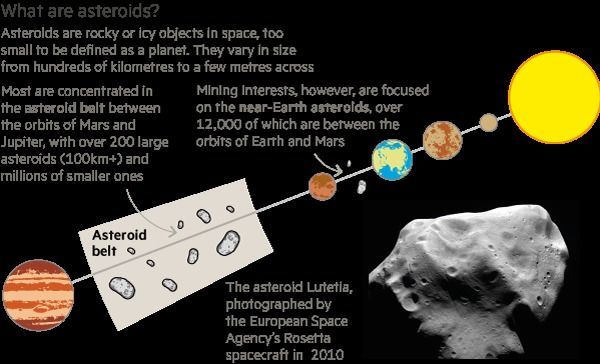 What are asteroids?
Asteroids are rocky or icy objects in space, too
small to be defined as a planet. They vary in size
from hundreds of kilometres to a few metres across
Most are concentrated in
the asteroid belt between
the orbits of Mars and
Jupiter, with over 200 large
asteroids (100km+) and
millions of smaller ones
Mining interests, however, are focused
on the near-Earth asteroids, over
12,000 of which are between the
orbits of Earth and Mars
Asteroid
belt
The asteroid Lutetia,
photographed by
the European Space
Agency's Rosetta
spacecraft in 2010